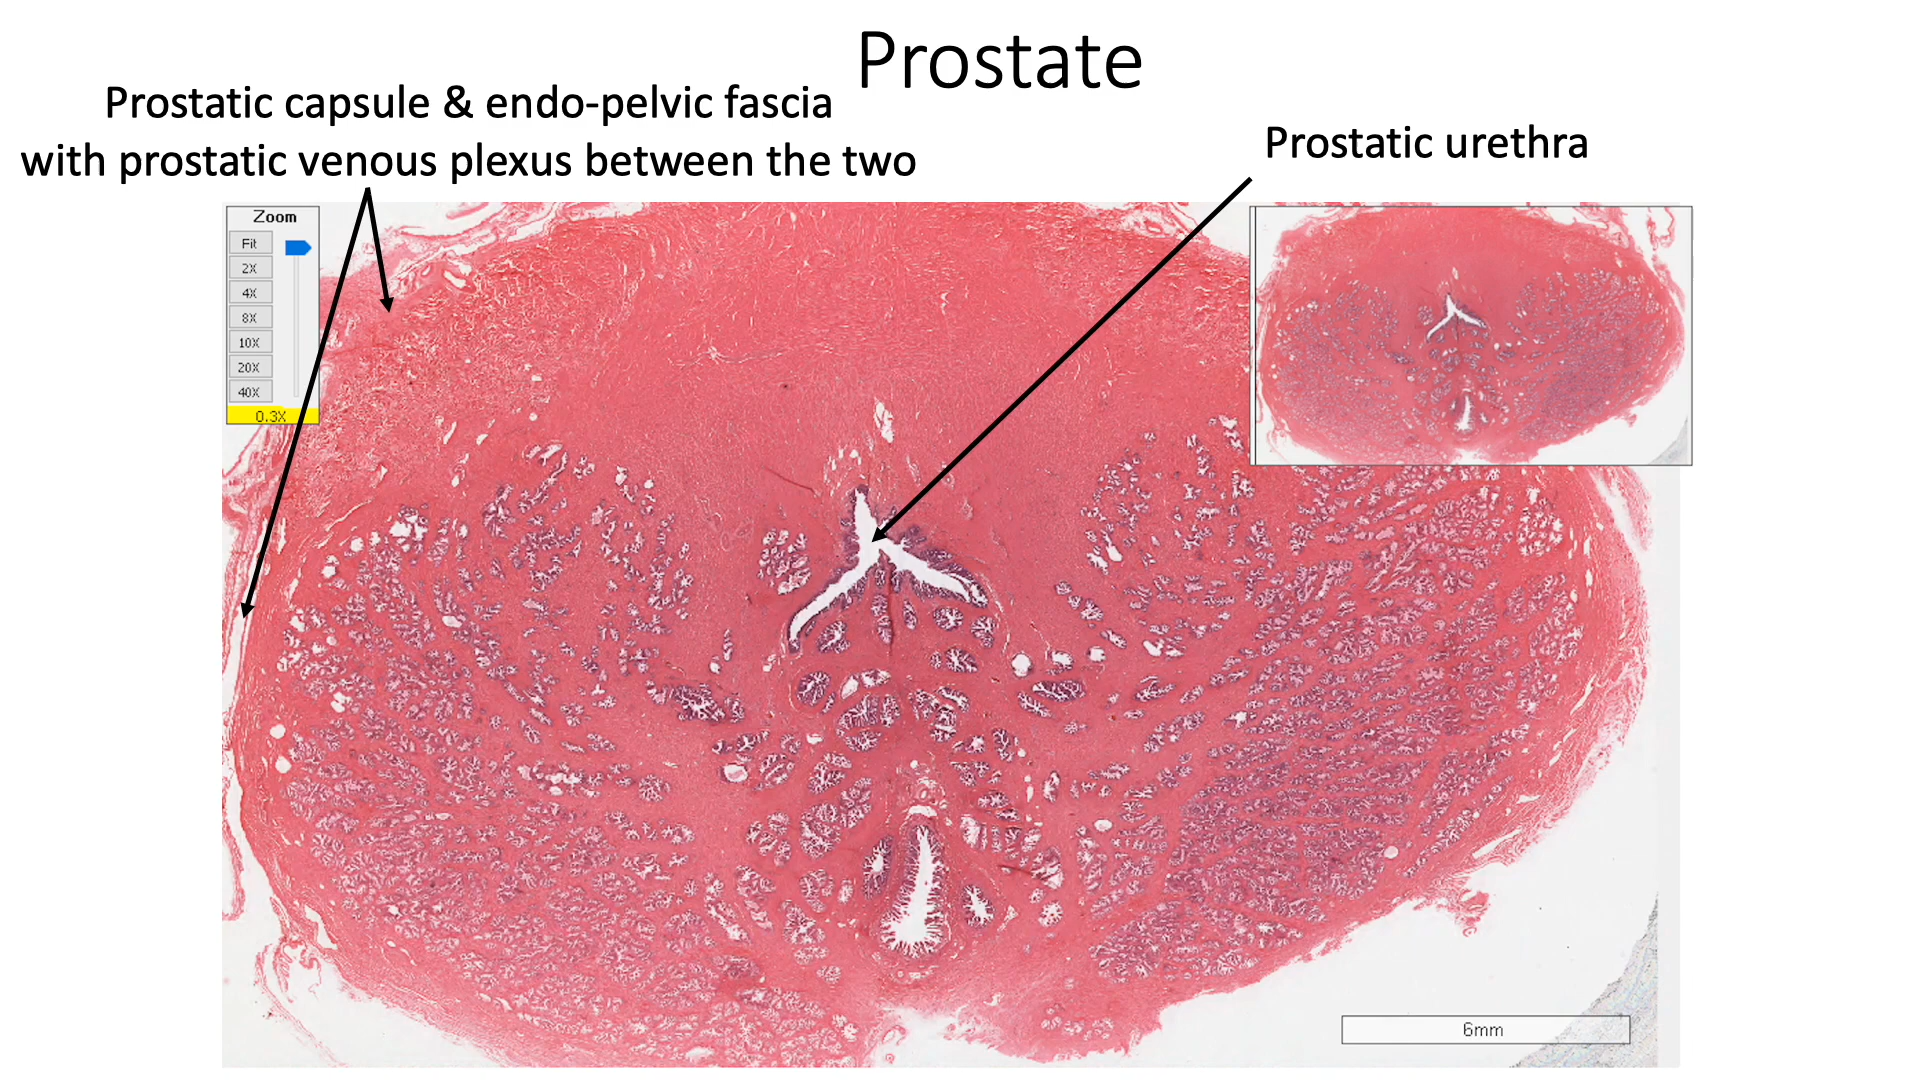 Prostate
Prostatic capsule & endo-pelvic fascia
with prostatic venous plexus between the two
Prostatic urethra
Zoom
Fit
2X
4X
8X
10X
20X
40X
0.3X
6mm